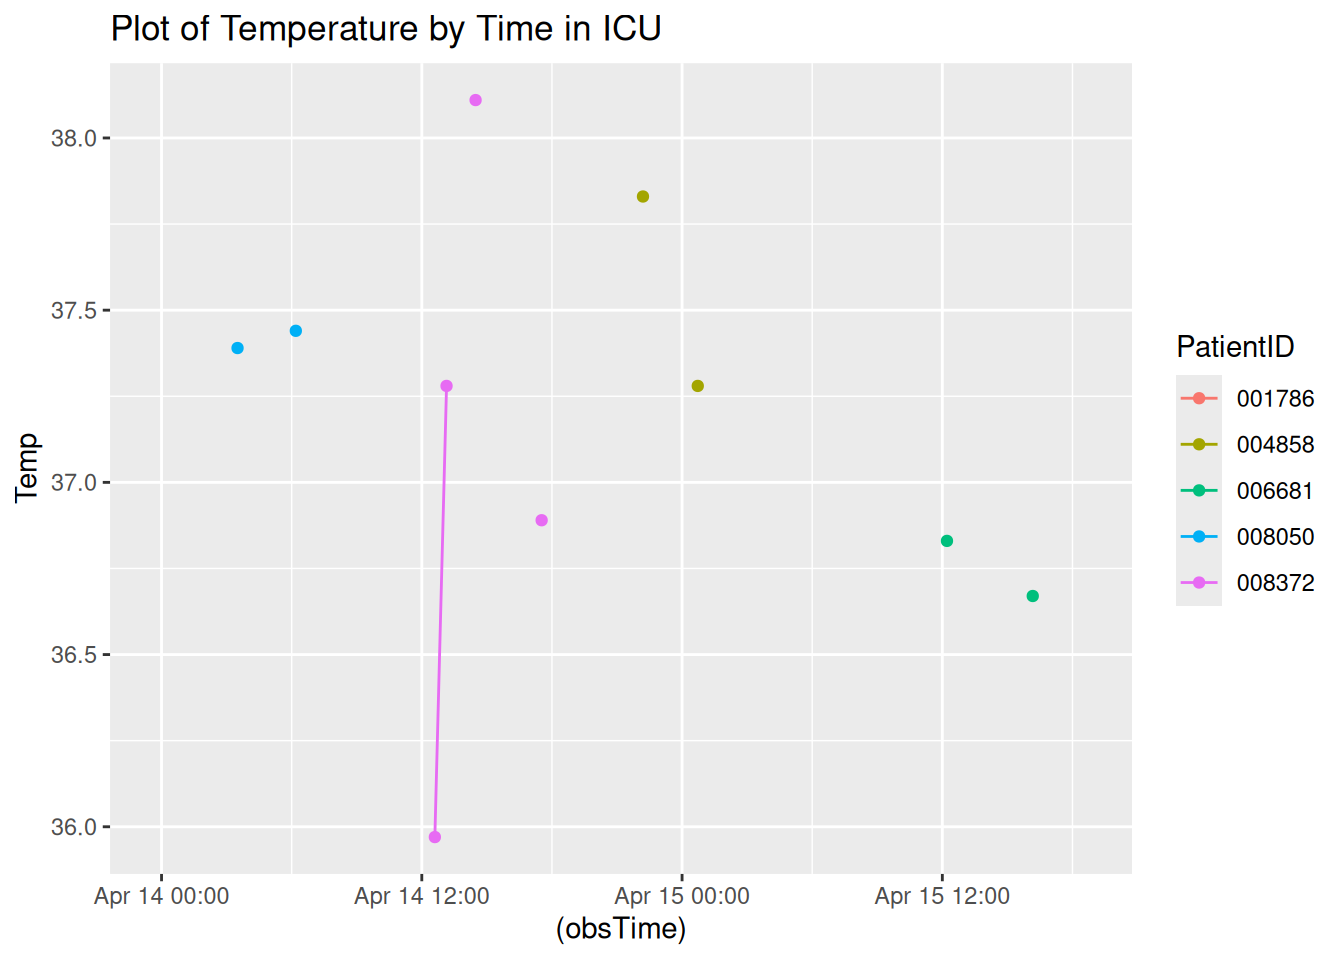 Plot of Temperature by Time in ICU
38.0
37.5
37.0
36.5
36.0
Temp
Apr 14 00:00
Apr 14 12:00
Apr 15 00:00
Apr 15 12:00
(obsTime)
PatientID
001786
004858
006681
008050
008372